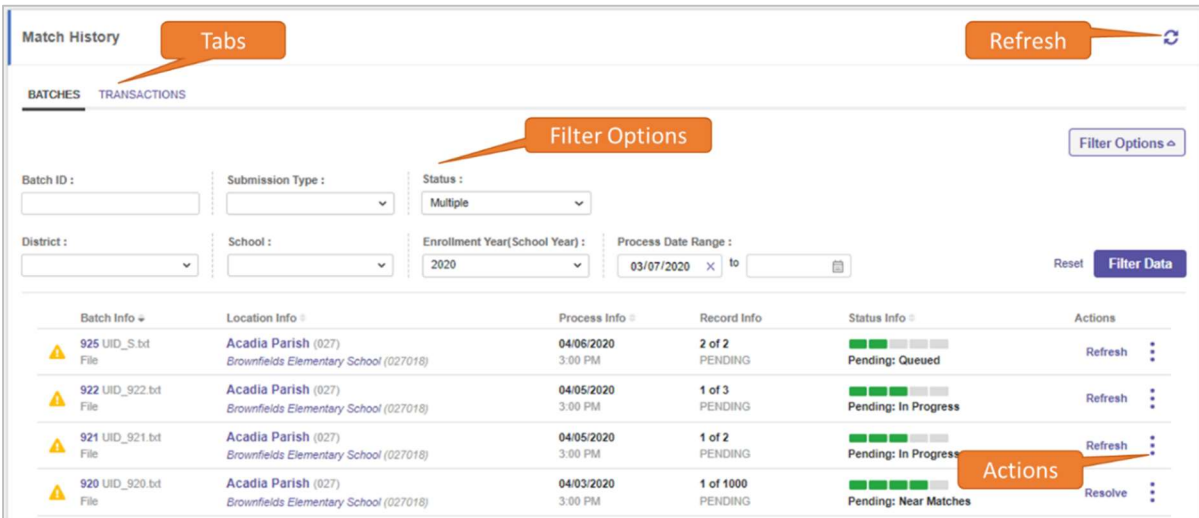 Match History
Tabs
Refresh
BATCHES TRANSACTIONS
Filter Options
Filter Options
Batch ID :
Submission Type :
Status :
Multiple
District :
School :
Enrollment Year(School Year) :
Process Date Range :
2020
03/07/2020 × to
Reset
Filter Data
Batch Info Location Info Process Info Record Info Status Info Actions
925 UID_S.txt Acadia Parish (027) 04/06/2020 2 of 2
File Brownfields Elementary School (027018) 3:00 PM PENDING Pending: Queued Refresh
922 UID_922.txt Acadia Parish (027) 04/05/2020 1 of 3
File Brownfields Elementary School (027018) 3:00 PM PENDING Pending: In Progress Refresh
921 UID_921.txt Acadia Parish (027) 04/05/2020 1 of 2
File Brownfields Elementary School (027018) 3:00 PM PENDING Pending: In Progress Refresh
Actions
920 UID_920.txt Acadia Parish (027) 04/03/2020 1 of 1000
File Brownfields Elementary School (027018) 3:00 PM PENDING Pending: Near Matches Resolve